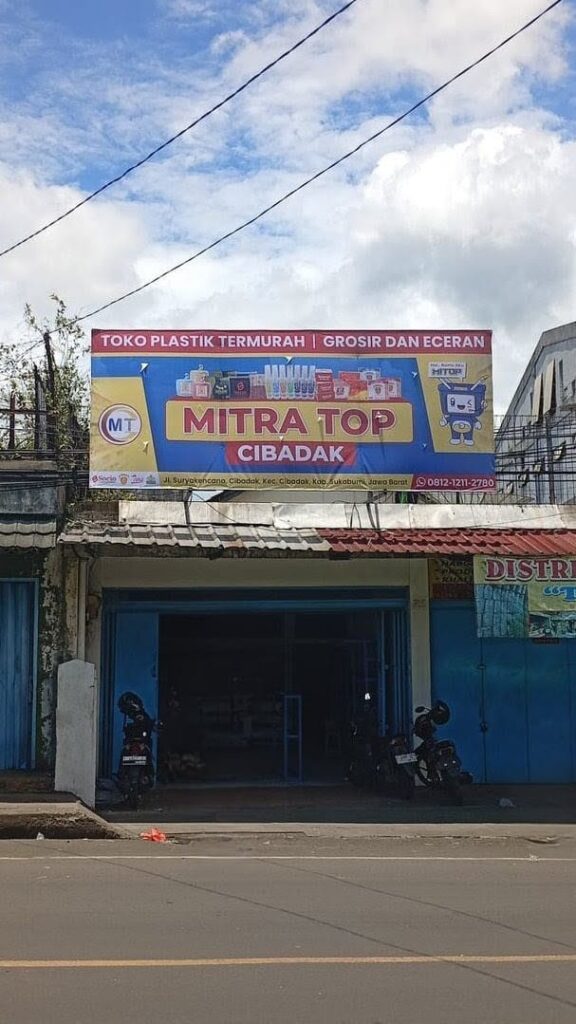 TOKO PLASTIK TERMURAH | GROSIR DAN ECERAN
MITOP
MT
MITRA TOP
CIBADAK
Jl. Suryakencana, Cibadak, Kec. Cibadak, Kab. Sukabumi, Jawa Barat
0812-1211-2780
DISTRI
"T